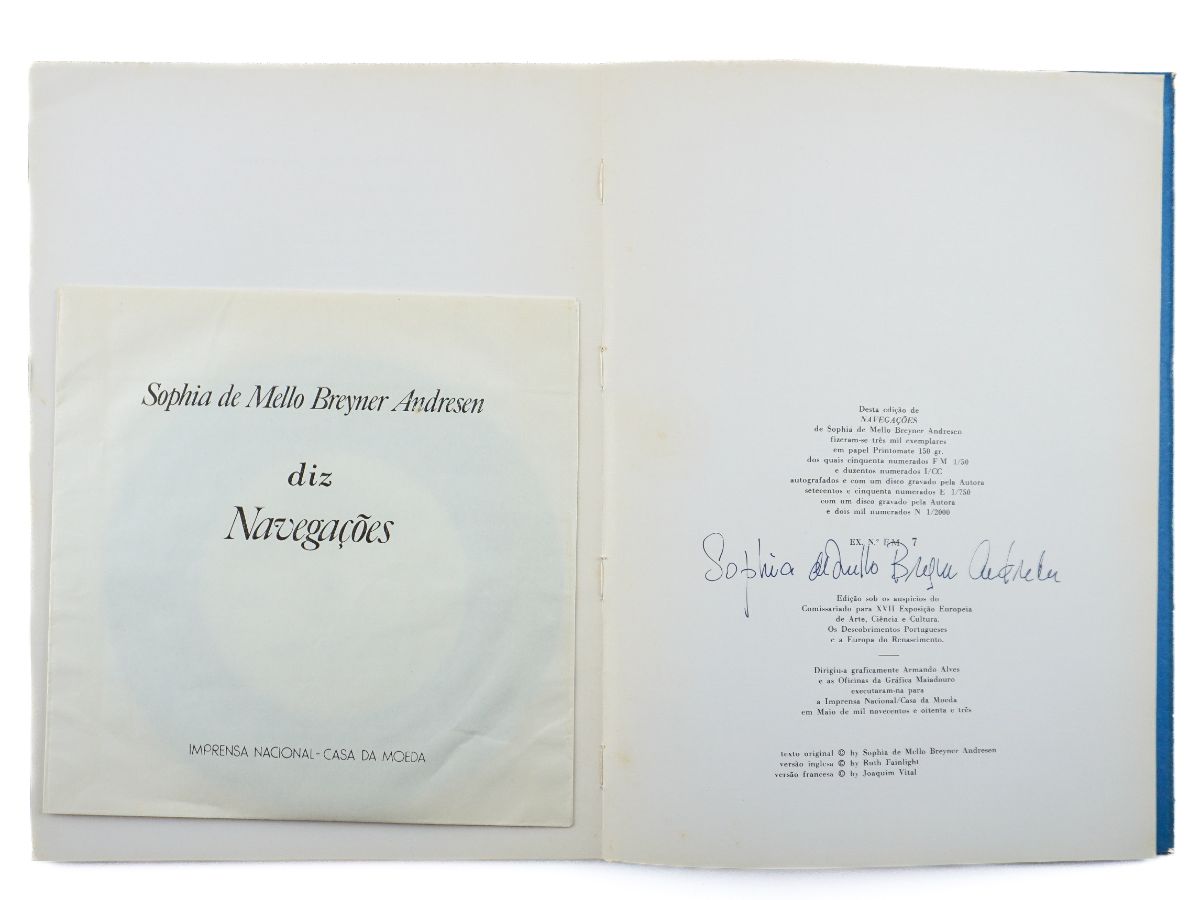 Sophia de Mello Breyner Andresen
diz
Navegações
IMPRENSA NACIONAL - CASA DA MOEDA
Desta edição de
NAVEGAÇÕES
de Sophia de Mello Breyner Andresen
fizeram-se três mil exemplares
em papel Printomate 150 gr.
dos quais cinquenta numerados F M 1/50
e duzentos numerados I/CC
autografados e com um disco gravado pela Autora
setecentos e cinquenta numerados E 1/750
com um disco gravado pela Autora
e dois mil numerados N 1/2000
EX. N.º F.M. 7
Sophia de Mello Breyner Andresen
Edição sob os auspícios do
Comissariado para XVII Exposição Europeia
de Arte, Ciência e Cultura.
Os Descobrimentos Portugueses
e a Europa do Renascimento.
Dirigiu-a graficamente Armando Alves
e as Oficinas da Gráfica Maiadouro
executaram-na para
a Imprensa Nacional/Casa da Moeda
em Maio de mil novecentos e oitenta e três
texto original © by Sophia de Mello Breyner Andresen
versão inglesa © by Ruth Fainlight
versão francesa © by Joaquim Vital